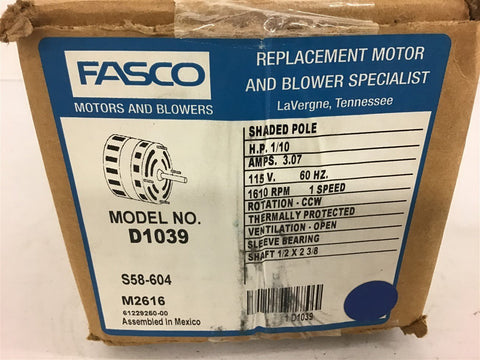 FASCO
MOTORS AND BLOWERS
REPLACEMENT MOTOR
AND BLOWER SPECIALIST
LaVergne, Tennessee
MODEL NO.
D1039
S58-604
M2616
61229260-00
Assembled in Mexico
SHADED POLE
H.P. 1/10
AMPS. 3.07
115 V. 60 HZ.
1610 RPM 1 SPEED
ROTATION - CCW
THERMALLY PROTECTED
VENTILATION - OPEN
SLEEVE BEARING
SHAFT 1/2 X 2 3/8
1 D1039